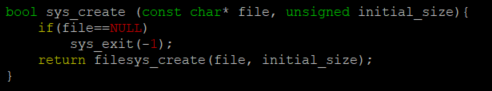 bool sys_create (const char* file, unsigned initial_size){
    if(file==NULL)
        sys_exit(-1);
    return filesys_create(file, initial_size);
}